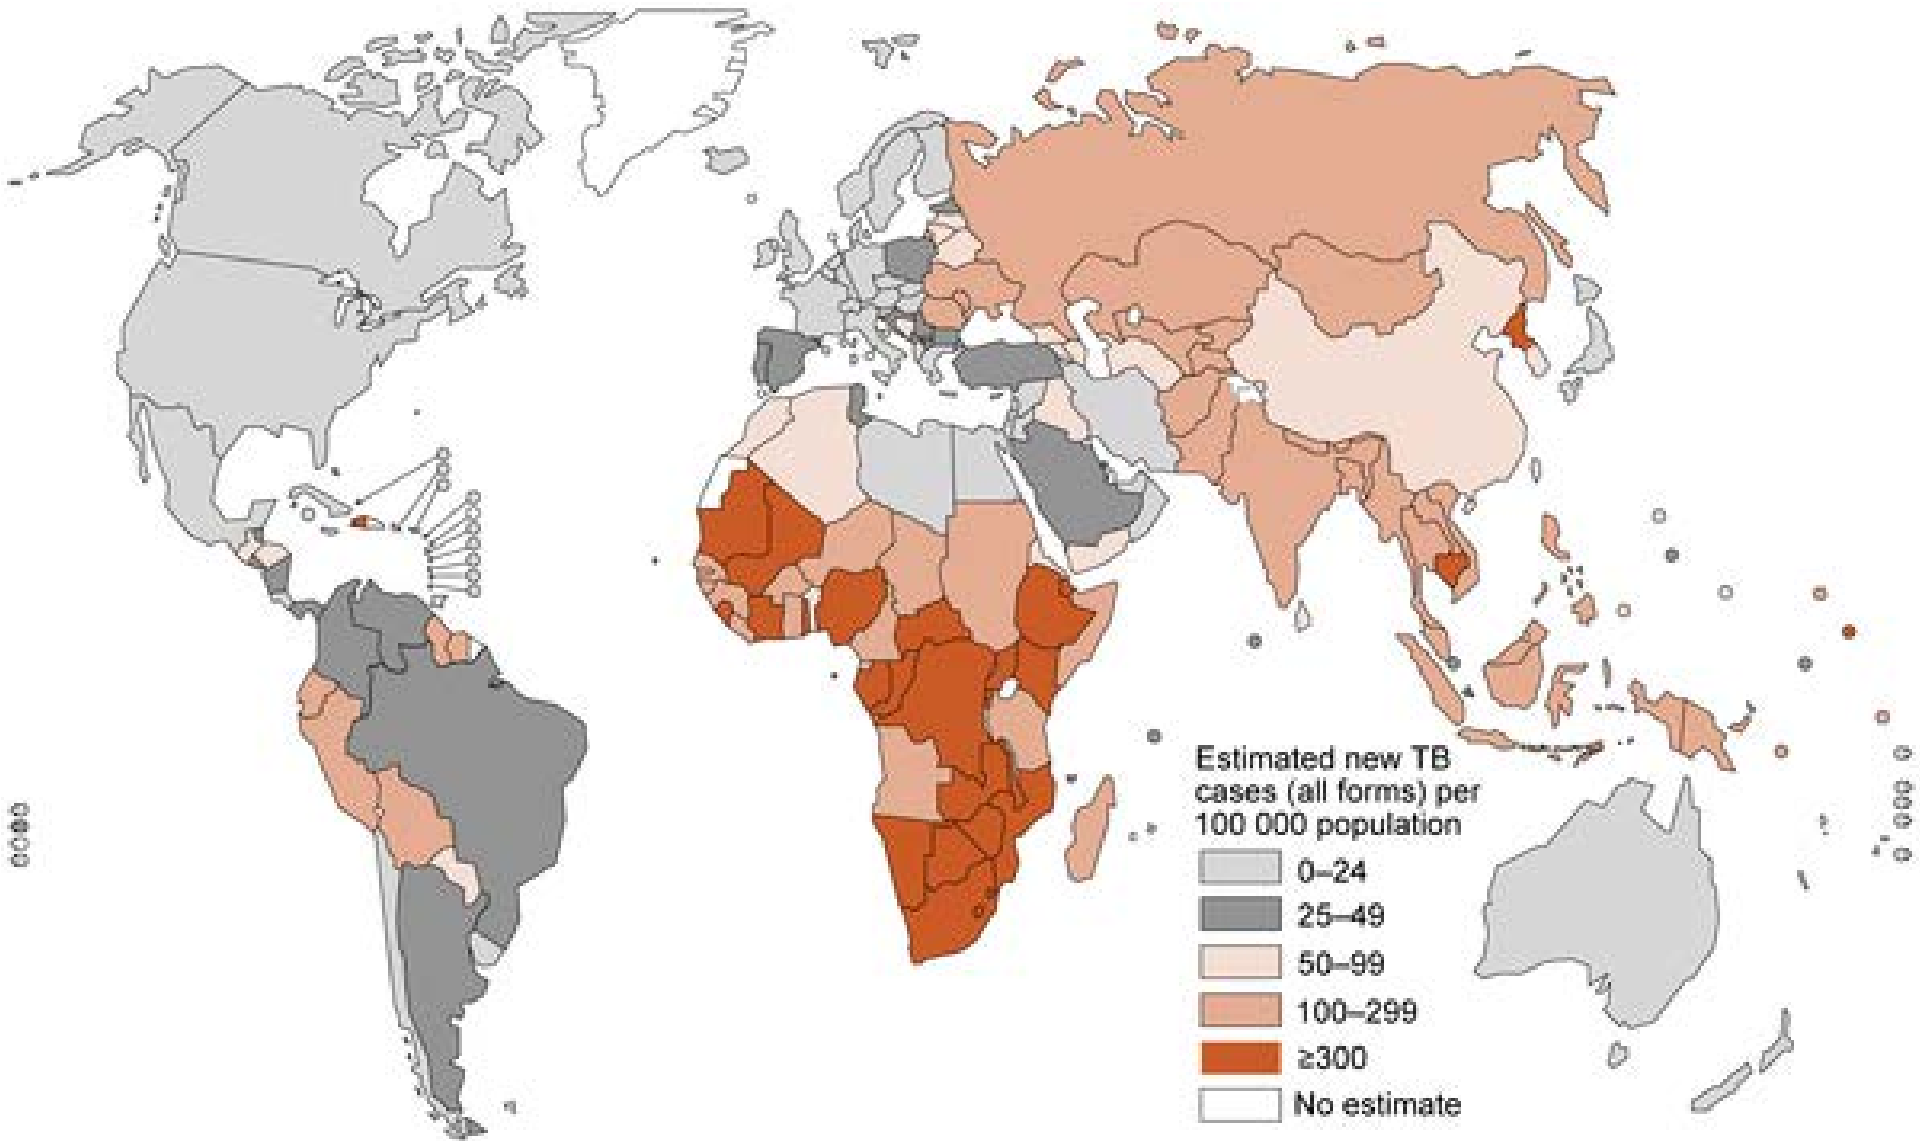 Estimated new TB
cases (all forms) per
100 000 population
0–24
25–49
50–99
100–299
≥300
No estimate